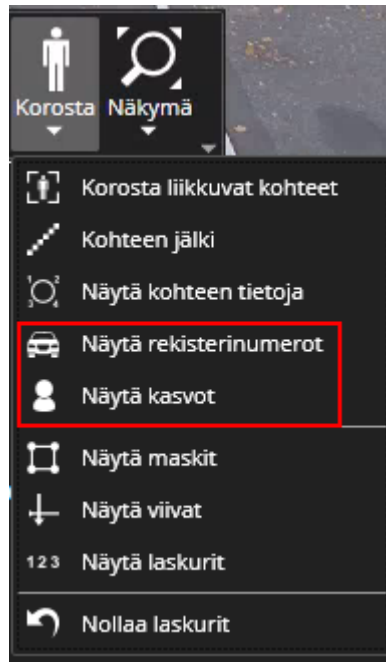 Korosta Näkymä
Korosta liikkuvat kohteet
Kohteen jälki
Näytä kohteen tietoja
Näytä rekisterinumerot
Näytä kasvot
Näytä maskit
Näytä viivat
123 Näytä laskurit
Nollaa laskurit